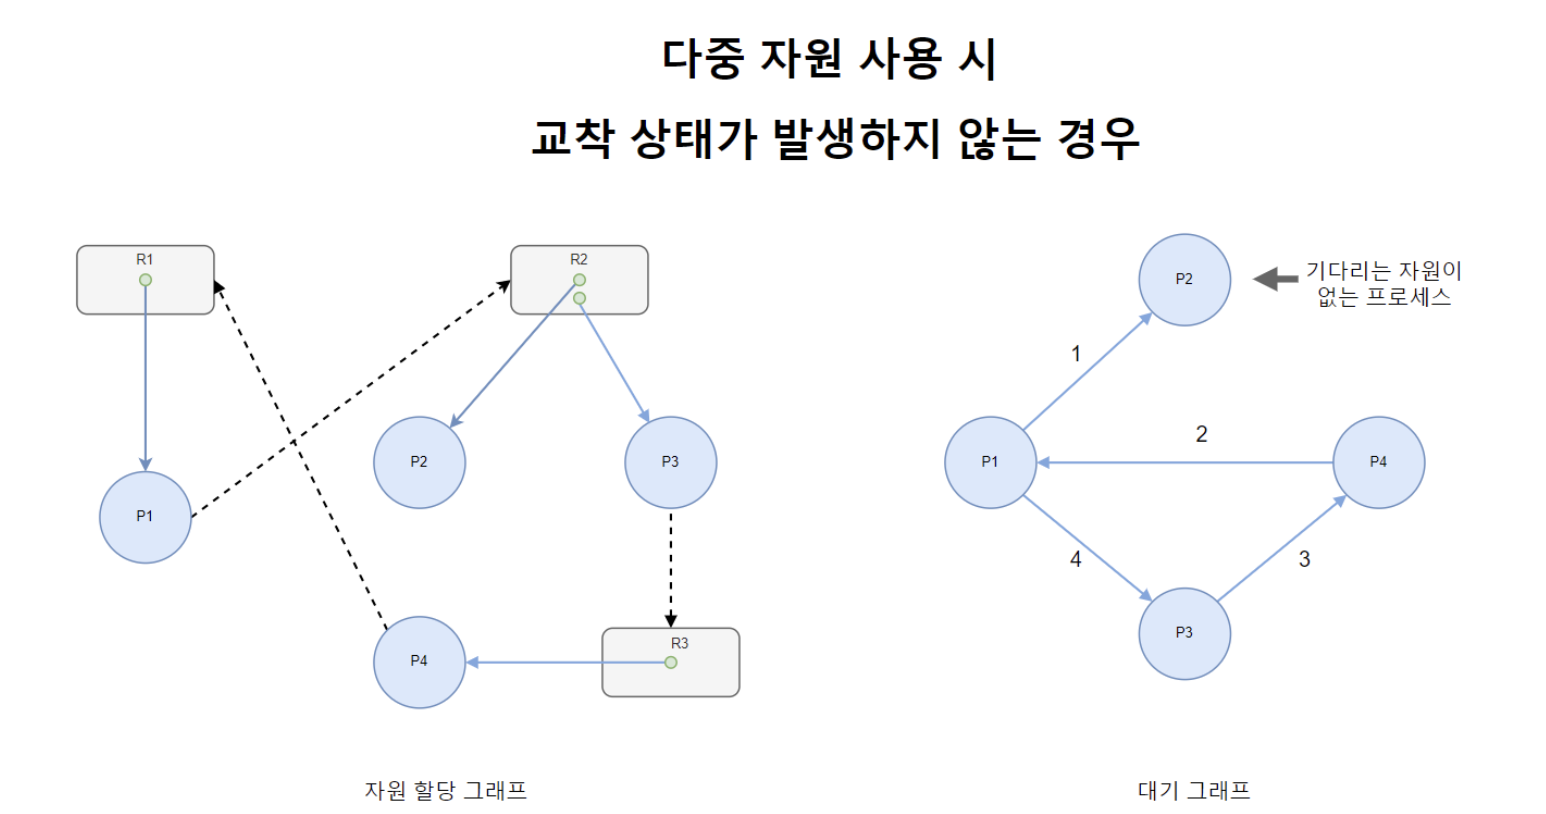 다중 자원 사용 시
교착 상태가 발생하지 않는 경우
R1
R2
P1
P2
P3
P4
R3
자원 할당 그래프
P2
기다리는 자원이
없는 프로세스
1
2
P1
P4
4
3
P3
대기 그래프